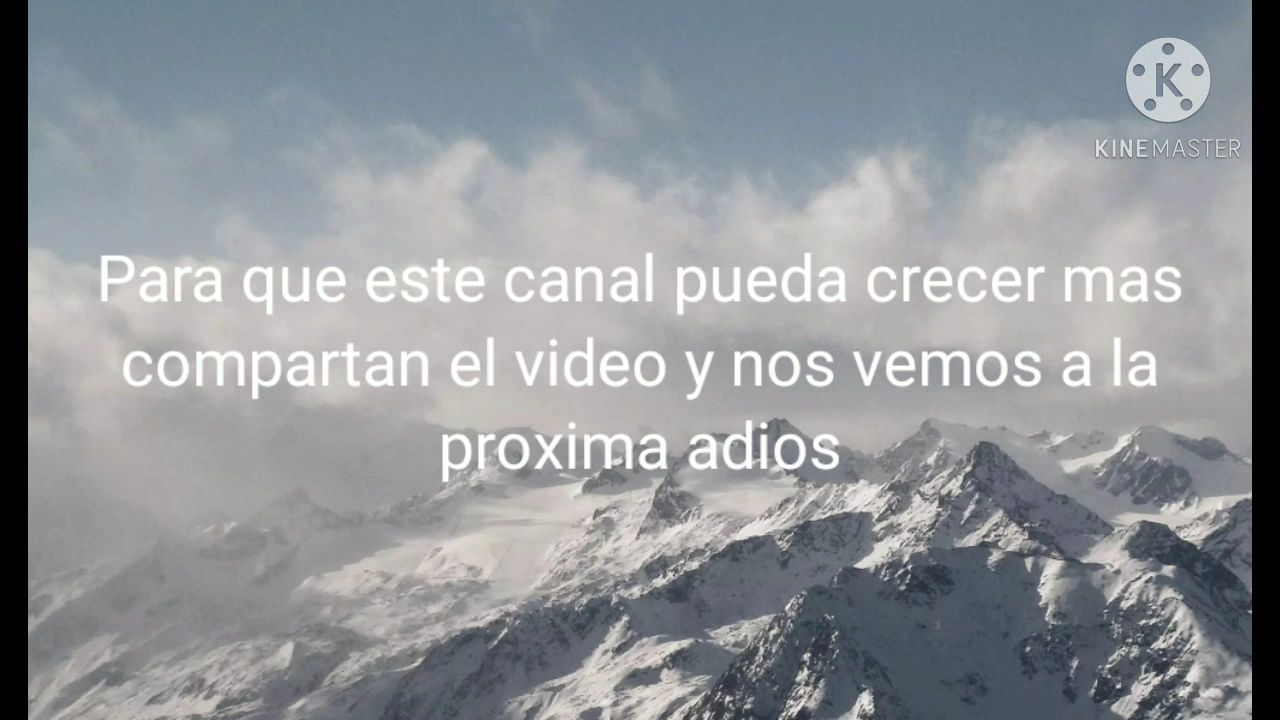 K
KINEMASTER
Para que este canal pueda crecer mas
compartan el video y nos vemos a la
proxima adios